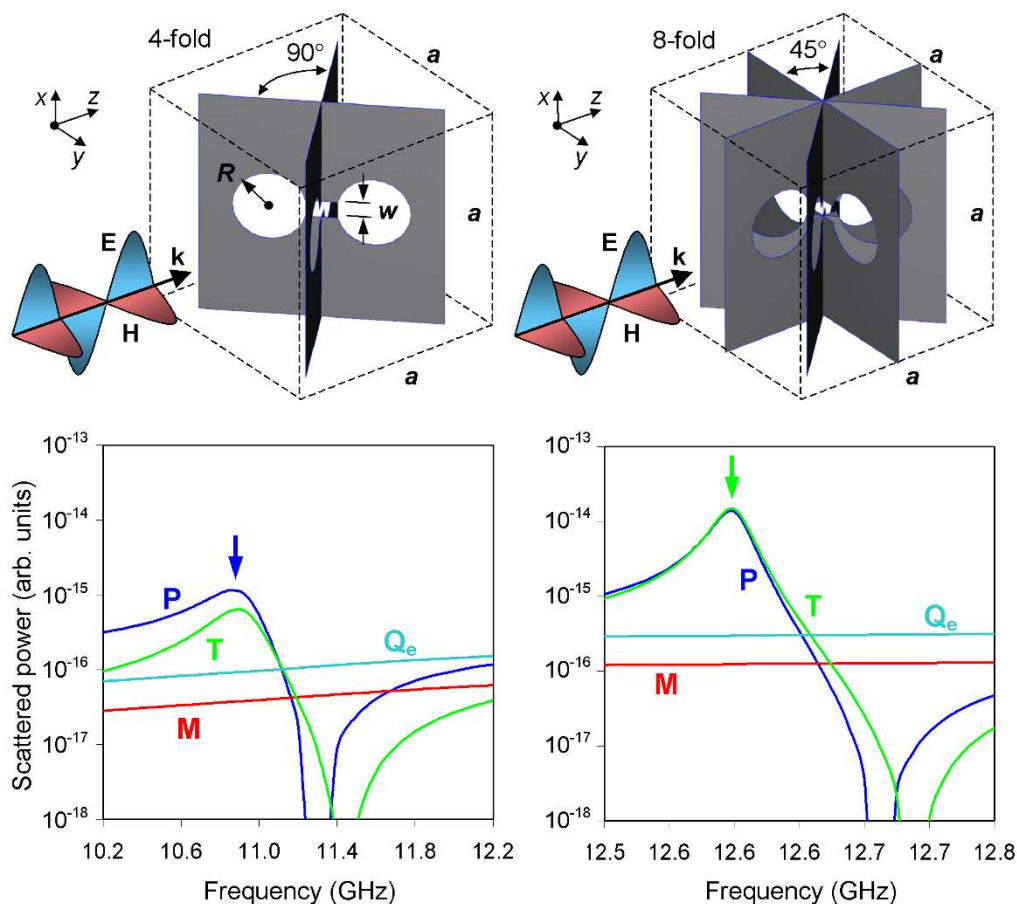 4-fold
90°
a
x
z
y
R
w
a
E
k
H
a
8-fold
45°
a
x
z
y
a
E
k
H
a
Scattered power (arb. units)
10⁻¹³
10⁻¹⁴
10⁻¹⁵
10⁻¹⁶
10⁻¹⁷
10⁻¹⁸
P
T
Qₑ
M
10.2 10.6 11.0 11.4 11.8 12.2
Frequency (GHz)
10⁻¹³
10⁻¹⁴
10⁻¹⁵
10⁻¹⁶
10⁻¹⁷
10⁻¹⁸
P
T
Qₑ
M
12.5 12.6 12.6 12.6 12.7 12.7 12.8
Frequency (GHz)